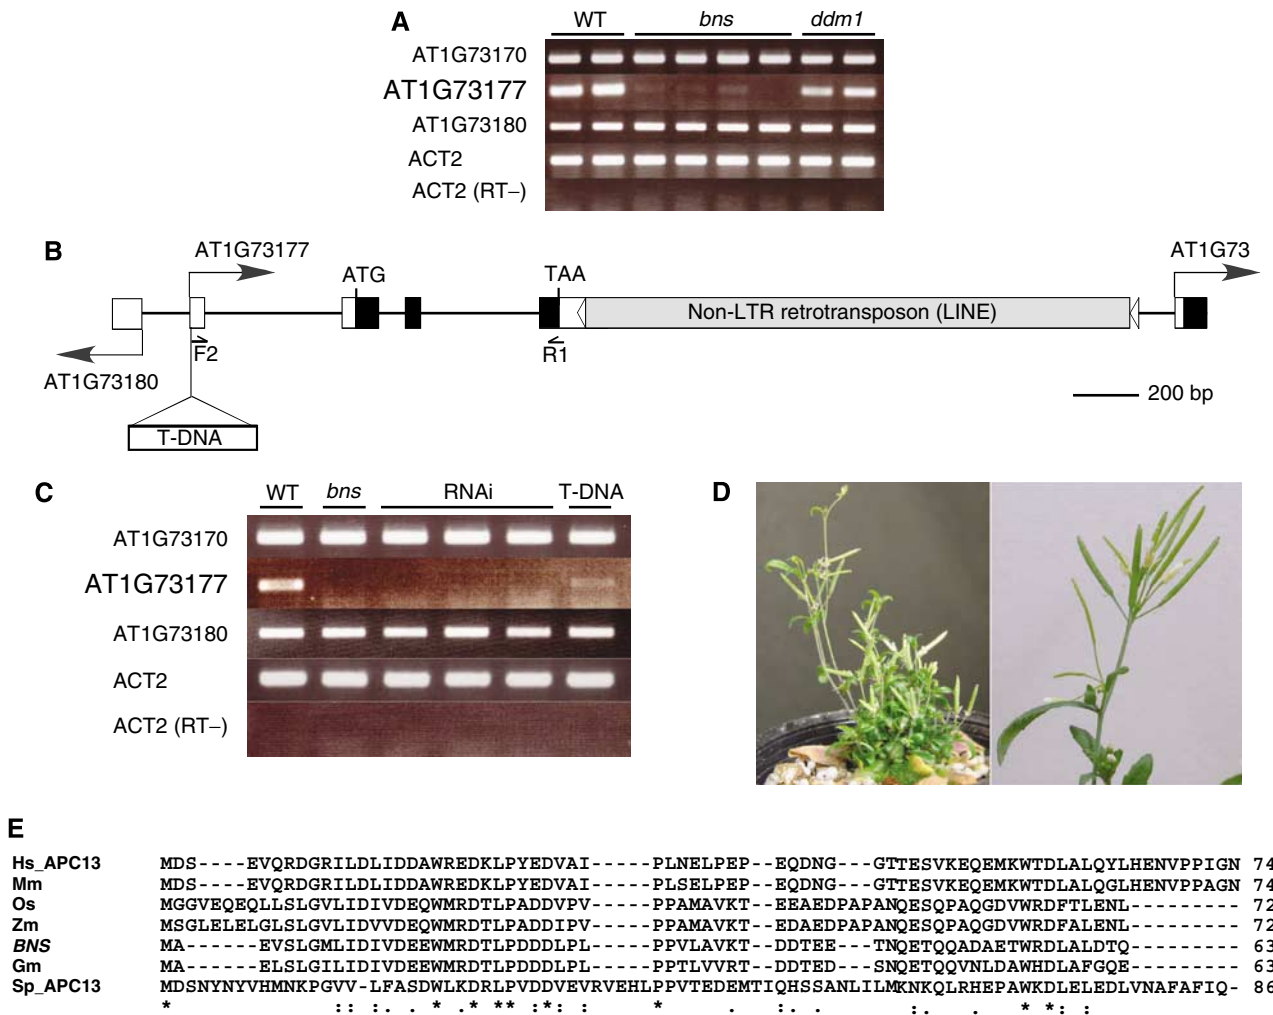 A
WT bns ddm1
AT1G73170
AT1G73177
AT1G73180
ACT2
ACT2 (RT–)
B
AT1G73177
AT1G73
ATG
TAA
Non-LTR retrotransposon (LINE)
F2
R1
AT1G73180
200 bp
T-DNA
C
WT bns RNAi T-DNA
AT1G73170
AT1G73177
AT1G73180
ACT2
ACT2 (RT–)
D
E
Hs_APC13 MDS----EVQRDGRILDLIDDAWREDKLPYEDVAI-----PLNELPEP--EQDNG---GTTESVKEQEMKWTDLALQYLHENVPPIGN 74
Mm MDS----EVQRDGRILDLIDDAWREDKLPYEDVAI-----PLSELPEP--EQDNG---GTTESVKEQEMKWTDLALQGLHENVPPAGN 74
Os MGGVEQEQLLSLGVLIDIVDEQWMRDTLPADDVPV-----PPAMAVKT--EEAEDPAPANQESQPAQGDVWRDFTLENL--------- 72
Zm MSGLELELGLSLGVLIDVVDEQWMRDTLPADDIPV-----PPAMAVKT--EDAEDPAPANQESQPAQGDVWRDFALENL--------- 72
BNS MA------EVSLGMLIDIVDEEWMRDTLPDDDLPL-----PPVLAVKT--DDTEE---TNQETQQADAETWRDLALDTQ--------- 63
Gm MA------ELSLGILIDIVDEEWMRDTLPDDDLPL-----PPTLVVRT--DDTED---SNQETQQVNLDAWHDLAFGQE--------- 63
Sp_APC13 MDSNYNYVHMNKPGVV-LFASDWLKDRLPVDDVEVRVEHLPPVTEDEMTIQHSSANLILMKNKQLRHEPAWKDLELEDLVNAFAFIQ- 86
* :: :. . * .* ** :*: : * . :. . :. . * *: :